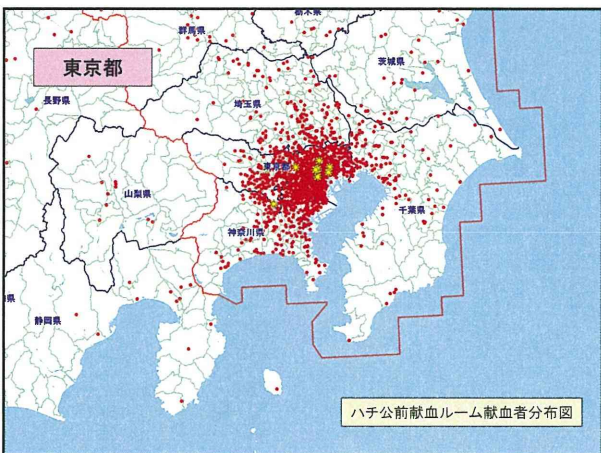 栃木県
群馬県
東京都
茨城県
長野県
埼玉県
東京都
山梨県
千葉県
神奈川県
静岡県
ハチ公前献血ルーム献血者分布図